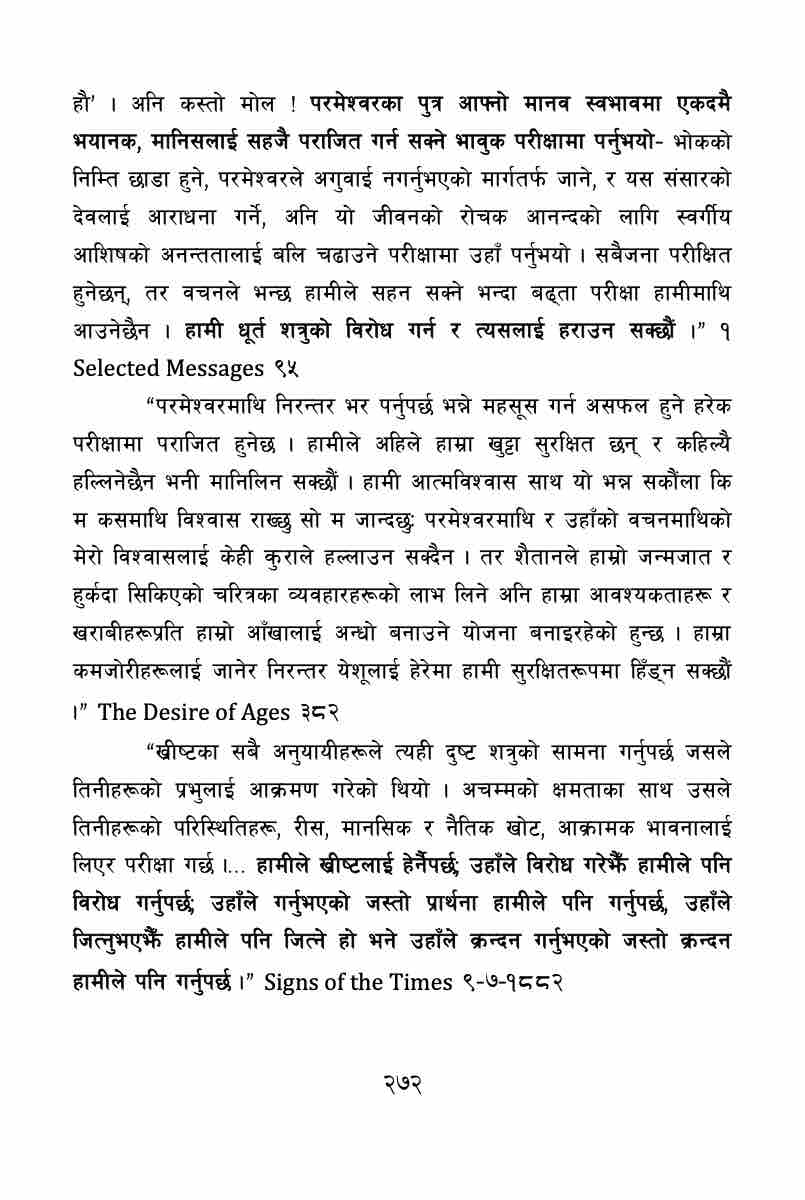 हौ’ । अनि कस्तो मोल ! परमेश्वरका पुत्र आफ्नो मानव स्वभावमा एकदमै
भयानक, मानिसलाई सहजै पराजित गर्न सक्ने भावुक परीक्षामा पर्नुभयो- भोकको
निम्ति छाडा हुने, परमेश्वरले अगुवाई नगर्नुभएको मार्गतर्फ जाने, र यस संसारको
देवलाई आराधना गर्ने, अनि यो जीवनको रोचक आनन्दको लागि स्वर्गीय
आशिषको अनन्ततालाई बलि चढाउने परीक्षामा उहाँ पर्नुभयो । सबैजना परीक्षित
हुनेछन्, तर वचनले भन्छ हामीले सहन सक्ने भन्दा बढ्ता परीक्षा हामीमाथि
आउनेछैन । हामी धूर्त शत्रुको विरोध गर्न र त्यसलाई हराउन सक्छौं ।” १
Selected Messages ९५
“परमेश्वरमाथि निरन्तर भर पर्नुपर्छ भन्ने महसूस गर्न असफल हुने हरेक
परीक्षामा पराजित हुनेछ । हामीले अहिले हाम्रा खुट्टा सुरक्षित छन् र कहिल्यै
हल्लिनेछैन भनी मानिलिन सक्छौं । हामी आत्मविश्वास साथ यो भन्न सकौंला कि
म कसमाथि विश्वास राख्छु सो म जान्दछु; परमेश्वरमाथि र उहाँको वचनमाथिको
मेरो विश्वासलाई केही कुराले हल्लाउन सक्दैन । तर शैतानले हाम्रो जन्मजात र
हुर्कदा सिकिएको चरित्रका व्यवहारहरूको लाभ लिने अनि हाम्रा आवश्यकताहरू र
खराबीहरूप्रति हाम्रो आँखालाई अन्धो बनाउने योजना बनाइरहेको हुन्छ । हाम्रा
कमजोरीहरूलाई जानेर निरन्तर येशूलाई हेरेमा हामी सुरक्षितरूपमा हिँड्न सक्छौं
।” The Desire of Ages ३८२
“ख्रीष्टका सबै अनुयायीहरूले त्यही दुष्ट शत्रुको सामना गर्नुपर्छ जसले
तिनीहरूको प्रभुलाई आक्रमण गरेको थियो । अचम्मको क्षमताका साथ उसले
तिनीहरूको परिस्थितिहरू, रीस, मानसिक र नैतिक खोट, आक्रामक भावनालाई
लिएर परीक्षा गर्छ ।... हामीले ख्रीष्टलाई हेर्नैपर्छ; उहाँले विरोध गरेझैँ हामीले पनि
विरोध गर्नुपर्छ; उहाँले गर्नुभएको जस्तो प्रार्थना हामीले पनि गर्नुपर्छ, उहाँले
जित्नुभएझैँ हामीले पनि जित्ने हो भने उहाँले क्रन्दन गर्नुभएको जस्तो क्रन्दन
हामीले पनि गर्नुपर्छ ।” Signs of the Times ९-७-१८८२
२७२